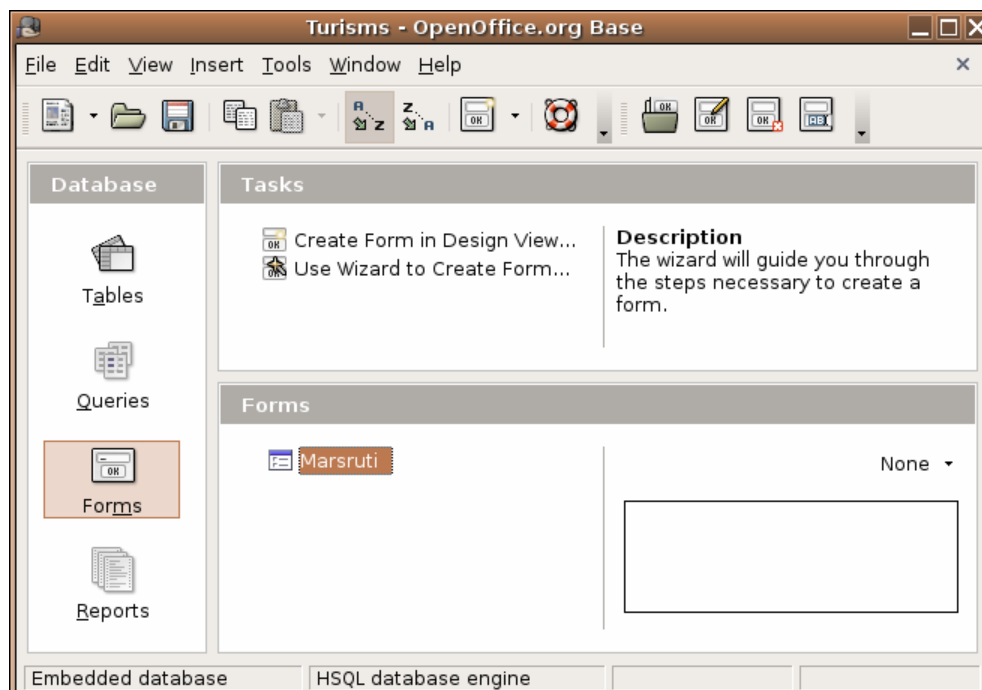 Turisms - OpenOffice.org Base
File Edit View Insert Tools Window Help
Database
Tables
Queries
Forms
Reports
Tasks
Create Form in Design View...
Use Wizard to Create Form...
Description
The wizard will guide you through
the steps necessary to create a
form.
Forms
Marsruti
None
Embedded database
HSQL database engine